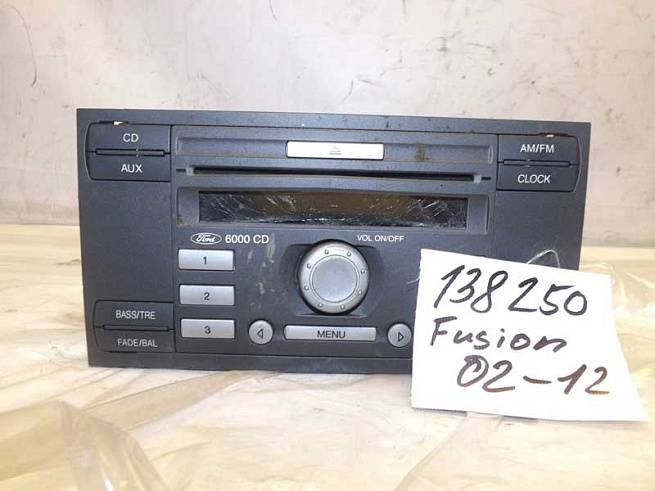 CD
AUX
AM/FM
CLOCK
Ford 6000 CD
VOL ON/OFF
1
2
3
BASS/TRE
FADE/BAL
MENU
138250
Fusion
02-12